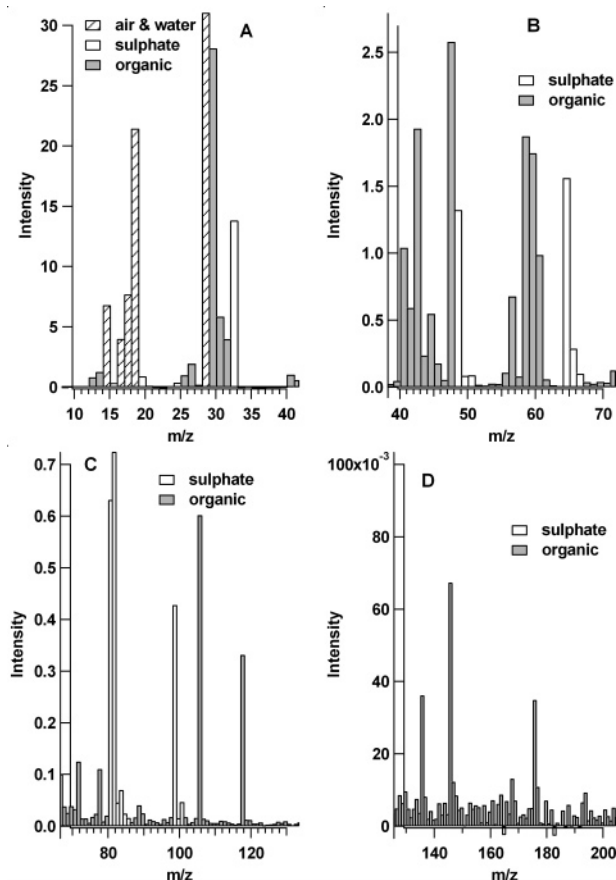 A
air & water
sulphate
organic
30
25
20
15
10
5
0
Intensity
10 15 20 25 30 35 40
m/z
B
sulphate
organic
2.5
2.0
1.5
1.0
0.5
0.0
Intensity
40 50 60 70
m/z
C
sulphate
organic
0.7
0.6
0.5
0.4
0.3
0.2
0.1
0.0
Intensity
80 100 120
m/z
D
sulphate
organic
100x10⁻³
80
60
40
20
0
Intensity
140 160 180 200
m/z